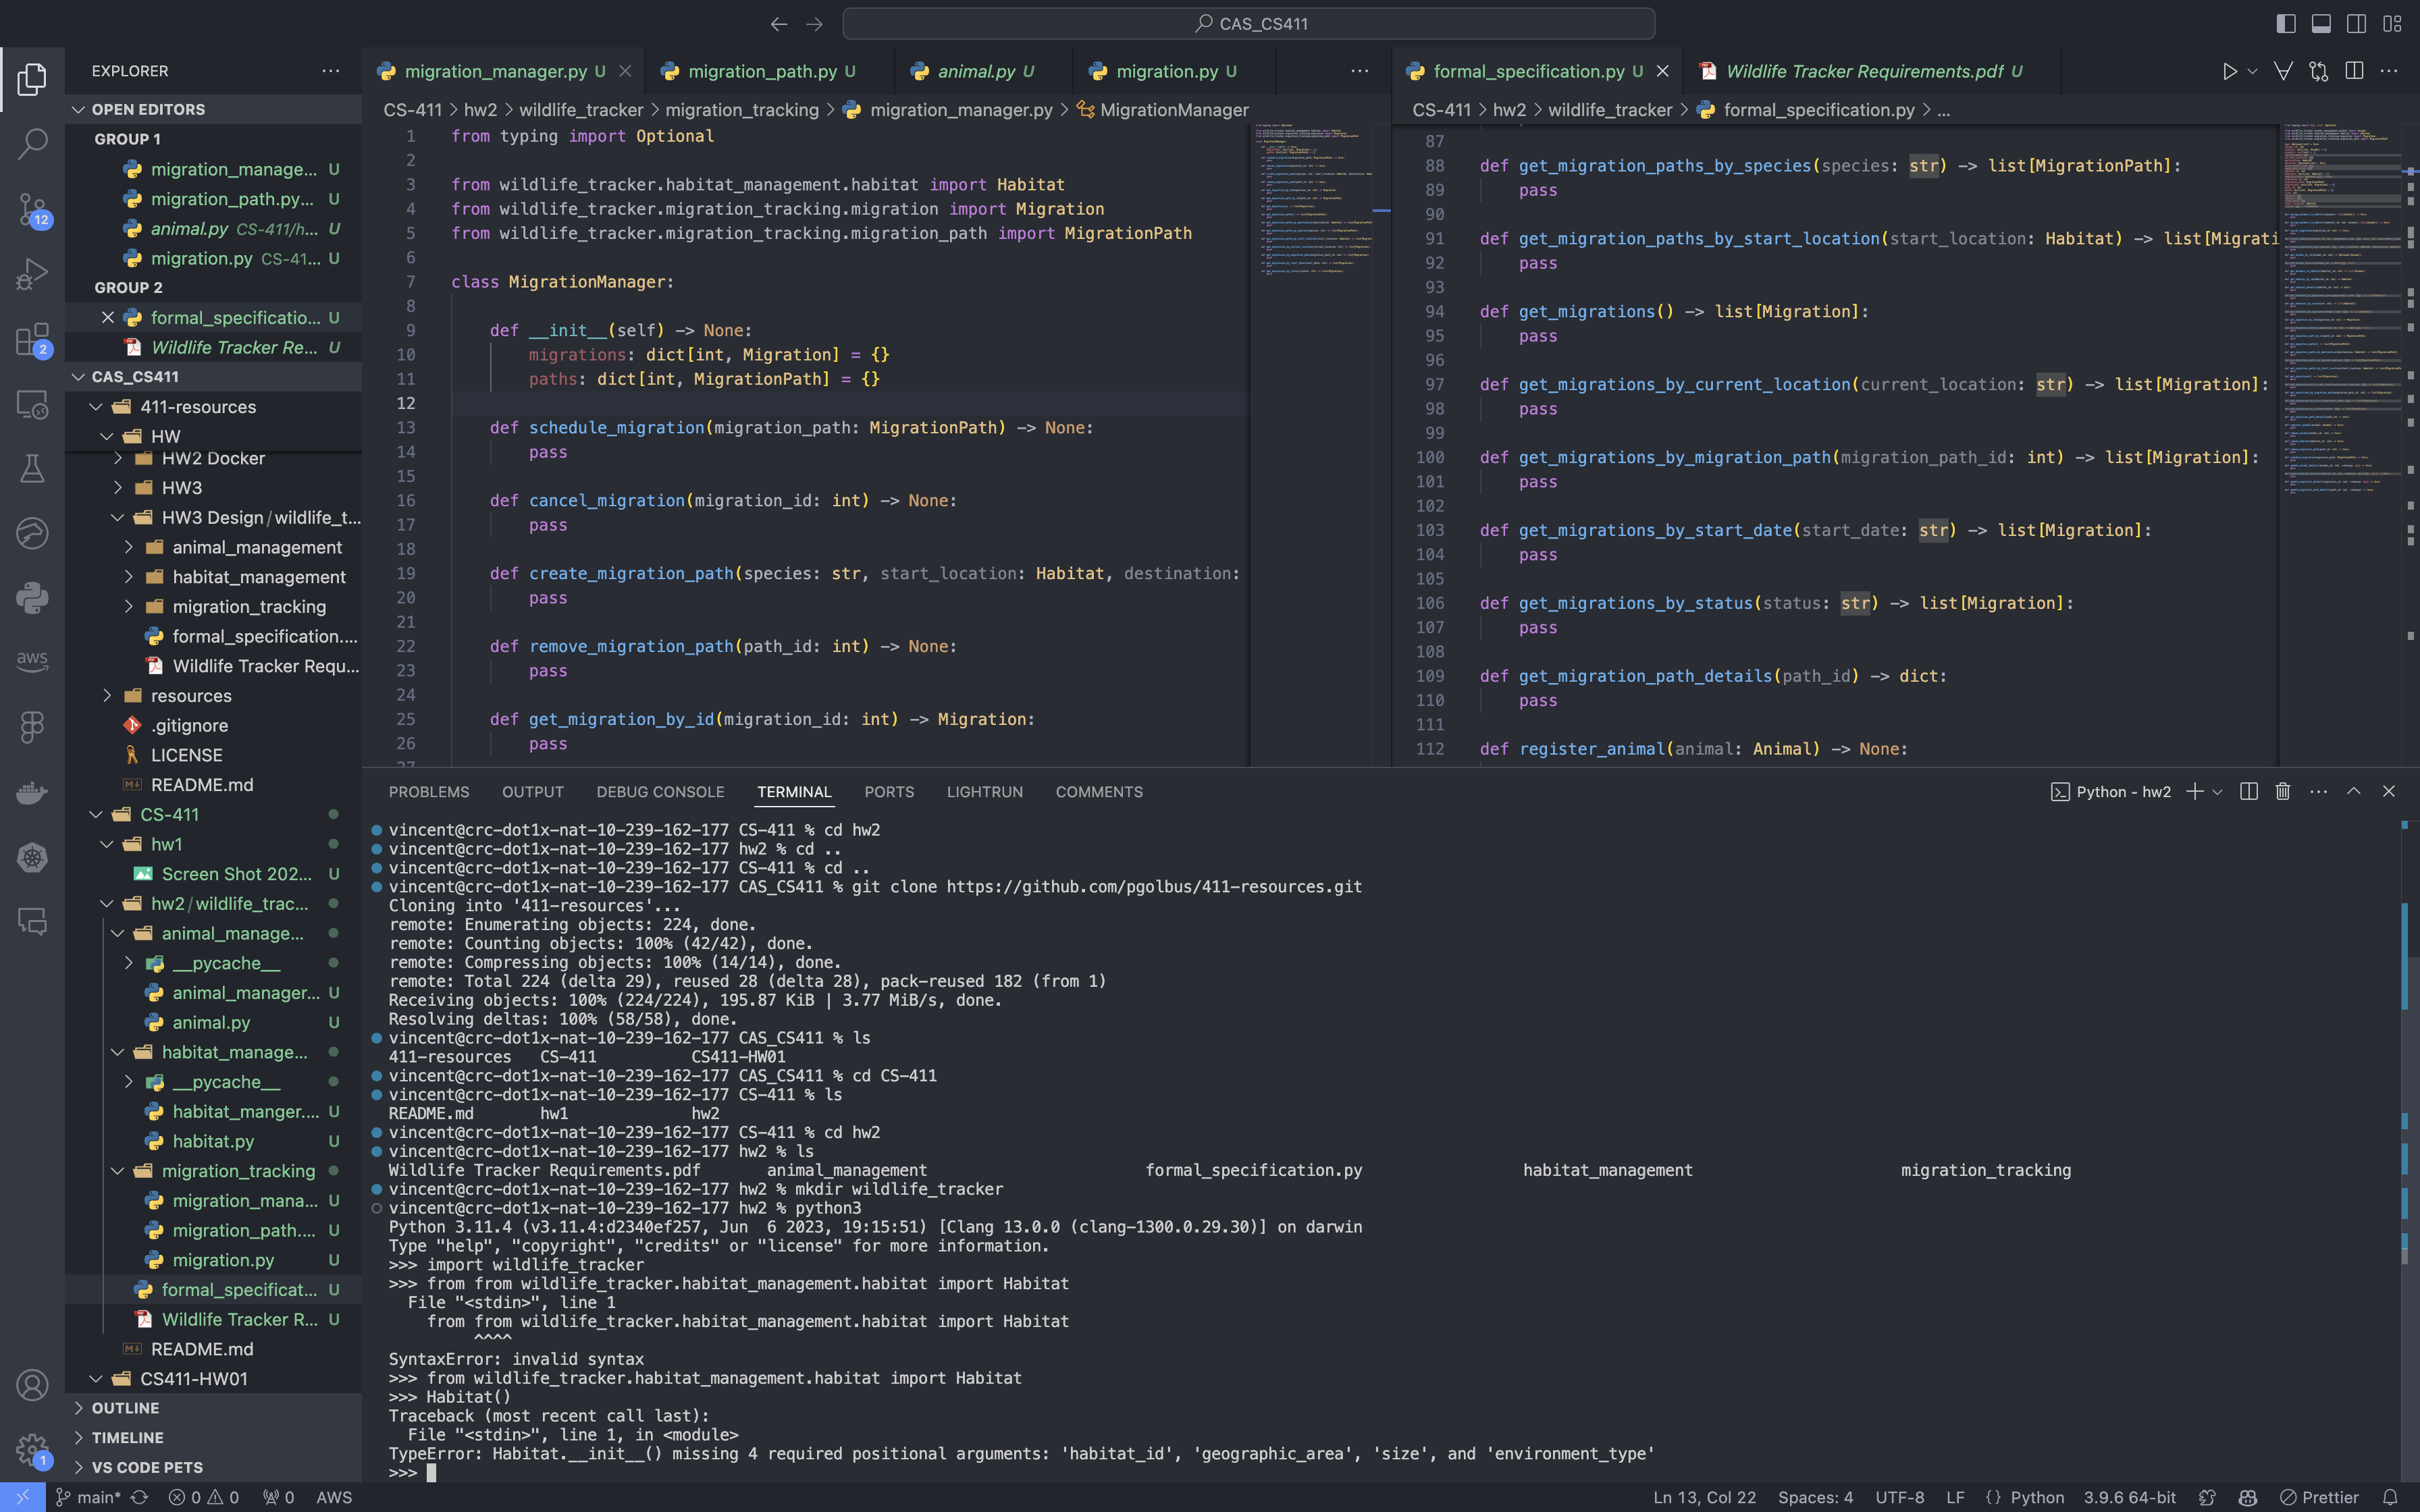 CAS_CS411
EXPLORER
OPEN EDITORS
GROUP 1
migration_manage... U
migration_path.py... U
animal.py CS-411/h... U
migration.py CS-41... U
GROUP 2
formal_specificatio... U
Wildlife Tracker Re... U
CAS_CS411
411-resources
HW
HW2 Docker
HW3
HW3 Design/wildlife_t...
animal_management
habitat_management
migration_tracking
formal_specification....
Wildlife Tracker Requ...
resources
.gitignore
LICENSE
README.md
CS-411
hw1
Screen Shot 202... U
hw2/wildlife_trac...
animal_manage...
__pycache__
animal_manager... U
animal.py U
habitat_manage...
__pycache__
habitat_manger.... U
habitat.py U
migration_tracking
migration_mana... U
migration_path.... U
migration.py U
formal_specificat... U
Wildlife Tracker R... U
README.md
CS411-HW01
OUTLINE
TIMELINE
VS CODE PETS
12
2
aws
1
migration_manager.py U
migration_path.py U
animal.py U
migration.py U
CS-411 > hw2 > wildlife_tracker > migration_tracking > migration_manager.py > MigrationManager
1 from typing import Optional
2
3 from wildlife_tracker.habitat_management.habitat import Habitat
4 from wildlife_tracker.migration_tracking.migration import Migration
5 from wildlife_tracker.migration_tracking.migration_path import MigrationPath
6
7 class MigrationManager:
8
9 def __init__(self) -> None:
10 migrations: dict[int, Migration] = {}
11 paths: dict[int, MigrationPath] = {}
12
13 def schedule_migration(migration_path: MigrationPath) -> None:
14 pass
15
16 def cancel_migration(migration_id: int) -> None:
17 pass
18
19 def create_migration_path(species: str, start_location: Habitat, destination:
20 pass
21
22 def remove_migration_path(path_id: int) -> None:
23 pass
24
25 def get_migration_by_id(migration_id: int) -> Migration:
26 pass
27
formal_specification.py U
Wildlife Tracker Requirements.pdf U
CS-411 > hw2 > wildlife_tracker > formal_specification.py > ...
87
88 def get_migration_paths_by_species(species: str) -> list[MigrationPath]:
89 pass
90
91 def get_migration_paths_by_start_location(start_location: Habitat) -> list[Migrati
92 pass
93
94 def get_migrations() -> list[Migration]:
95 pass
96
97 def get_migrations_by_current_location(current_location: str) -> list[Migration]:
98 pass
99
100 def get_migrations_by_migration_path(migration_path_id: int) -> list[Migration]:
101 pass
102
103 def get_migrations_by_start_date(start_date: str) -> list[Migration]:
104 pass
105
106 def get_migrations_by_status(status: str) -> list[Migration]:
107 pass
108
109 def get_migration_path_details(path_id) -> dict:
110 pass
111
112 def register_animal(animal: Animal) -> None:
PROBLEMS OUTPUT DEBUG CONSOLE TERMINAL PORTS LIGHTRUN COMMENTS
Python - hw2
vincent@crc-dot1x-nat-10-239-162-177 CS-411 % cd hw2
vincent@crc-dot1x-nat-10-239-162-177 hw2 % cd ..
vincent@crc-dot1x-nat-10-239-162-177 CS-411 % cd ..
vincent@crc-dot1x-nat-10-239-162-177 CAS_CS411 % git clone https://github.com/pgolbus/411-resources.git
Cloning into '411-resources'...
remote: Enumerating objects: 224, done.
remote: Counting objects: 100% (42/42), done.
remote: Compressing objects: 100% (14/14), done.
remote: Total 224 (delta 29), reused 28 (delta 28), pack-reused 182 (from 1)
Receiving objects: 100% (224/224), 195.87 KiB | 3.77 MiB/s, done.
Resolving deltas: 100% (58/58), done.
vincent@crc-dot1x-nat-10-239-162-177 CAS_CS411 % ls
411-resources CS-411 CS411-HW01
vincent@crc-dot1x-nat-10-239-162-177 CAS_CS411 % cd CS-411
vincent@crc-dot1x-nat-10-239-162-177 CS-411 % ls
README.md hw1 hw2
vincent@crc-dot1x-nat-10-239-162-177 CS-411 % cd hw2
vincent@crc-dot1x-nat-10-239-162-177 hw2 % ls
Wildlife Tracker Requirements.pdf animal_management formal_specification.py habitat_management migration_tracking
vincent@crc-dot1x-nat-10-239-162-177 hw2 % mkdir wildlife_tracker
vincent@crc-dot1x-nat-10-239-162-177 hw2 % python3
Python 3.11.4 (v3.11.4:d2340ef257, Jun 6 2023, 19:15:51) [Clang 13.0.0 (clang-1300.0.29.30)] on darwin
Type "help", "copyright", "credits" or "license" for more information.
>>> import wildlife_tracker
>>> from from wildlife_tracker.habitat_management.habitat import Habitat
File "<stdin>", line 1
from from wildlife_tracker.habitat_management.habitat import Habitat
^^^^
SyntaxError: invalid syntax
>>> from wildlife_tracker.habitat_management.habitat import Habitat
>>> Habitat()
Traceback (most recent call last):
File "<stdin>", line 1, in <module>
TypeError: Habitat.__init__() missing 4 required positional arguments: 'habitat_id', 'geographic_area', 'size', and 'environment_type'
>>>
main* 0 0 0 AWS
Ln 13, Col 22 Spaces: 4 UTF-8 LF {} Python 3.9.6 64-bit Prettier